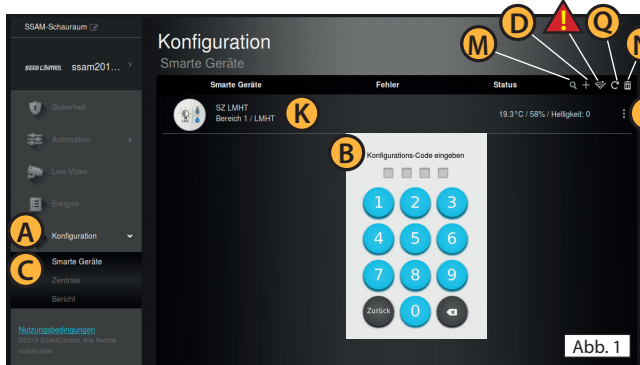 SSAM-Schauraum
ssam201...
Sicherheit
Automation
Live-Video
Ereignis
Konfiguration
Smarte Geräte
Zentrale
Bericht
Nutzungsbedingungen
©2019 SSAMControl. Alle Rechte
vorbehalten
A
C
Konfiguration
Smarte Geräte
M
D
!
Q
N
Smarte Geräte Fehler Status
SZ LMHT
Bereich 1 / LMHT
K
19.3°C / 58% / Helligkeit: 0
B
Konfigurations-Code eingeben
1 2 3
4 5 6
7 8 9
Zurück 0
Abb. 1